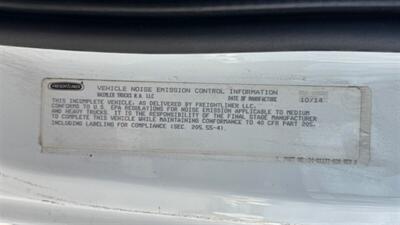 FREIGHTLINER
VEHICLE NOISE EMISSION CONTROL INFORMATION
DAIMLER TRUCKS N.A. LLC DATE OF MANUFACTURE 10/14
THIS INCOMPLETE VEHICLE, AS DELIVERED BY FREIGHTLINER LLC,
CONFORMS TO U.S. EPA REGULATIONS FOR NOISE EMISSION APPLICABLE TO MEDIUM
AND HEAVY TRUCKS. IT IS THE RESPONSIBILITY OF THE FINAL STAGE MANUFACTURER
TO COMPLETE THIS VEHICLE WHILE MAINTAINING CONFORMANCE TO 40 CFR PART 205,
INCLUDING LABELING FOR COMPLIANCE (SEE. 205.55-4).
PART NO.